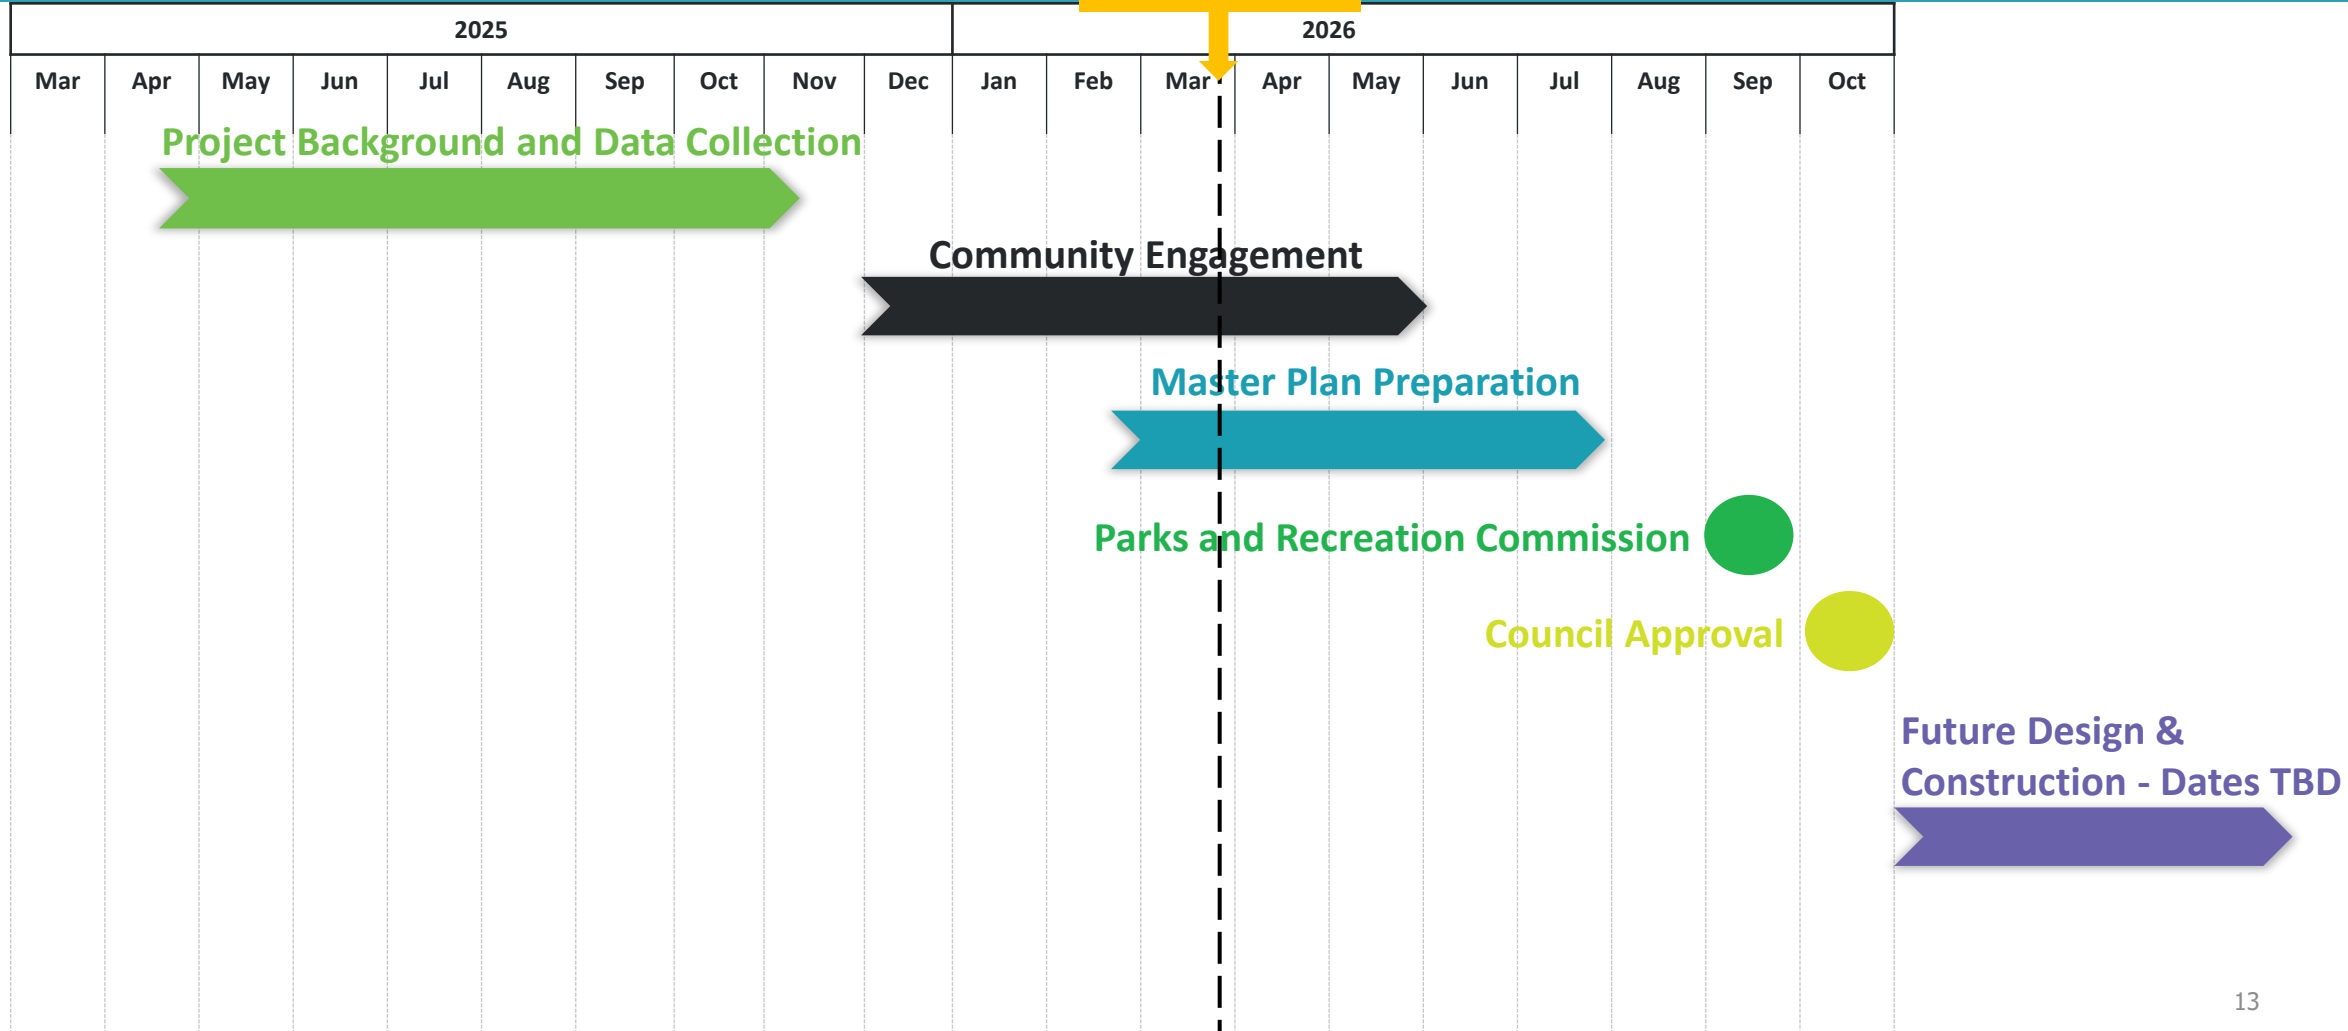 2025 2026
Mar Apr May Jun Jul Aug Sep Oct Nov Dec Jan Feb Mar Apr May Jun Jul Aug Sep Oct
Project Background and Data Collection
Community Engagement
Master Plan Preparation
Parks and Recreation Commission
Council Approval
Future Design &
Construction - Dates TBD
13